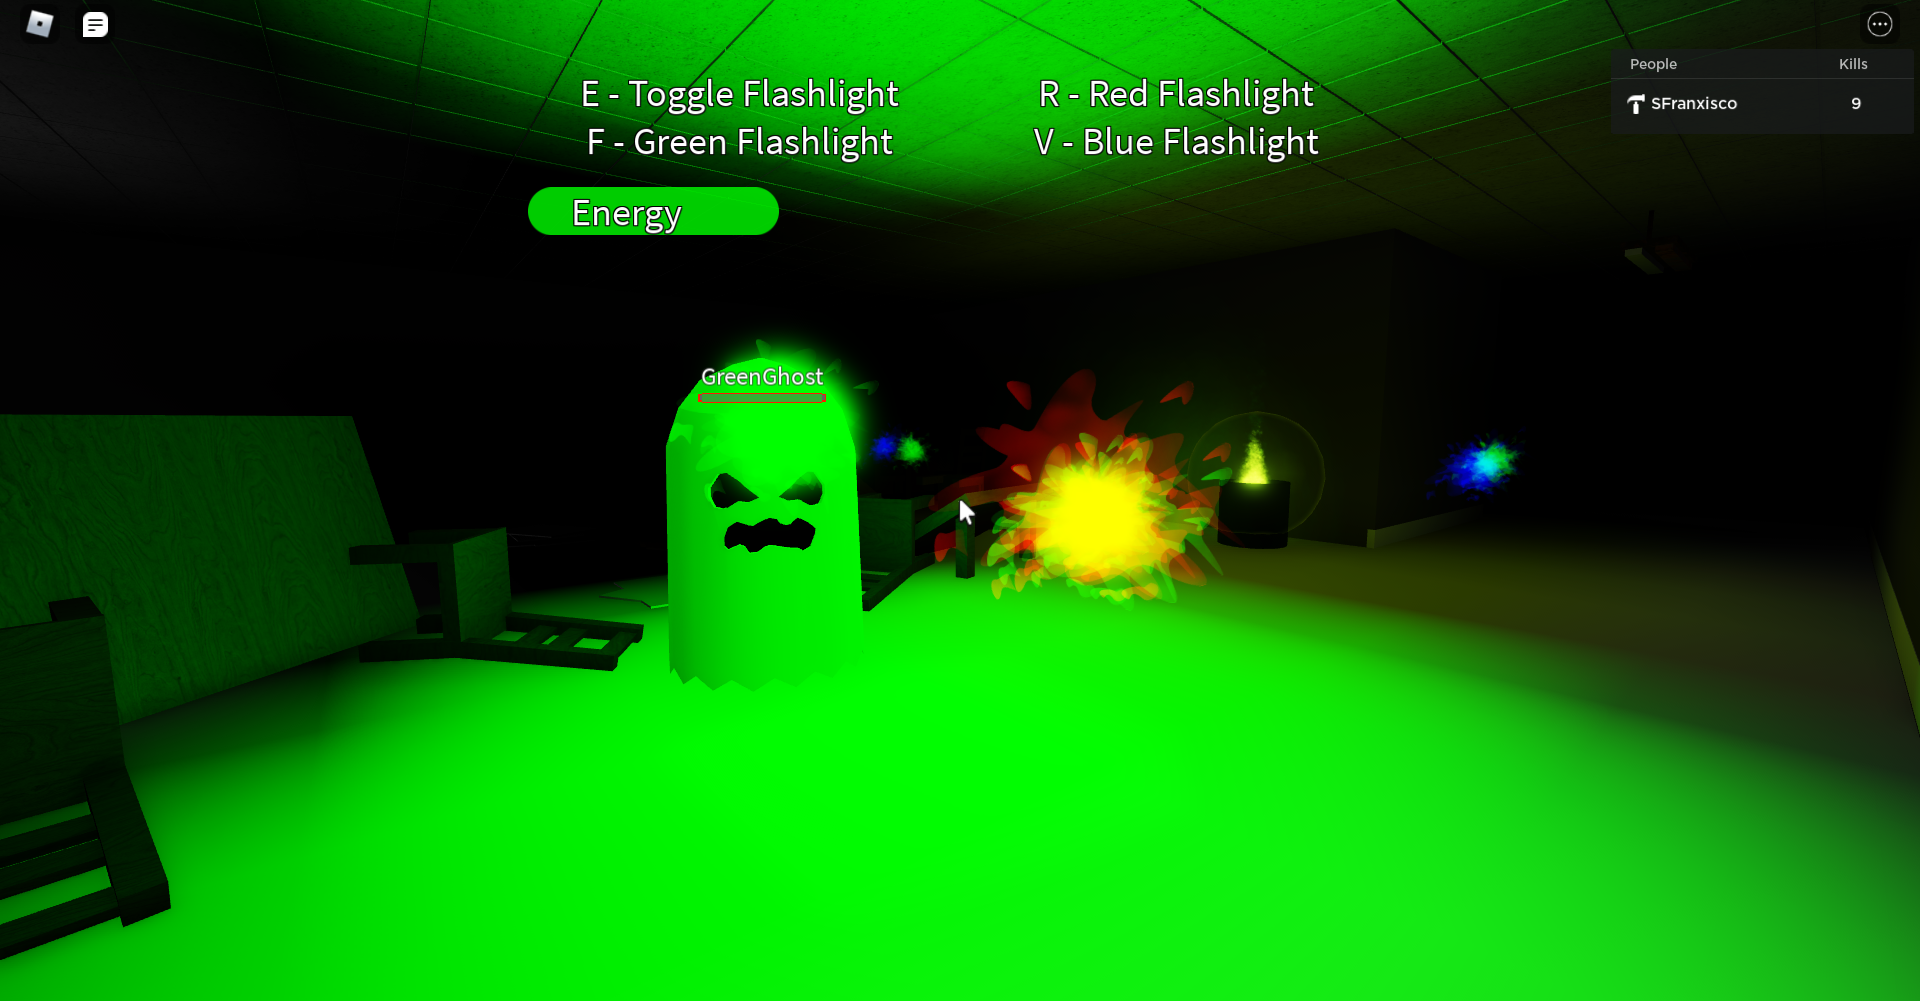 E - Toggle Flashlight
R - Red Flashlight
F - Green Flashlight
V - Blue Flashlight
Energy
People Kills
SFranxisco 9
GreenGhost